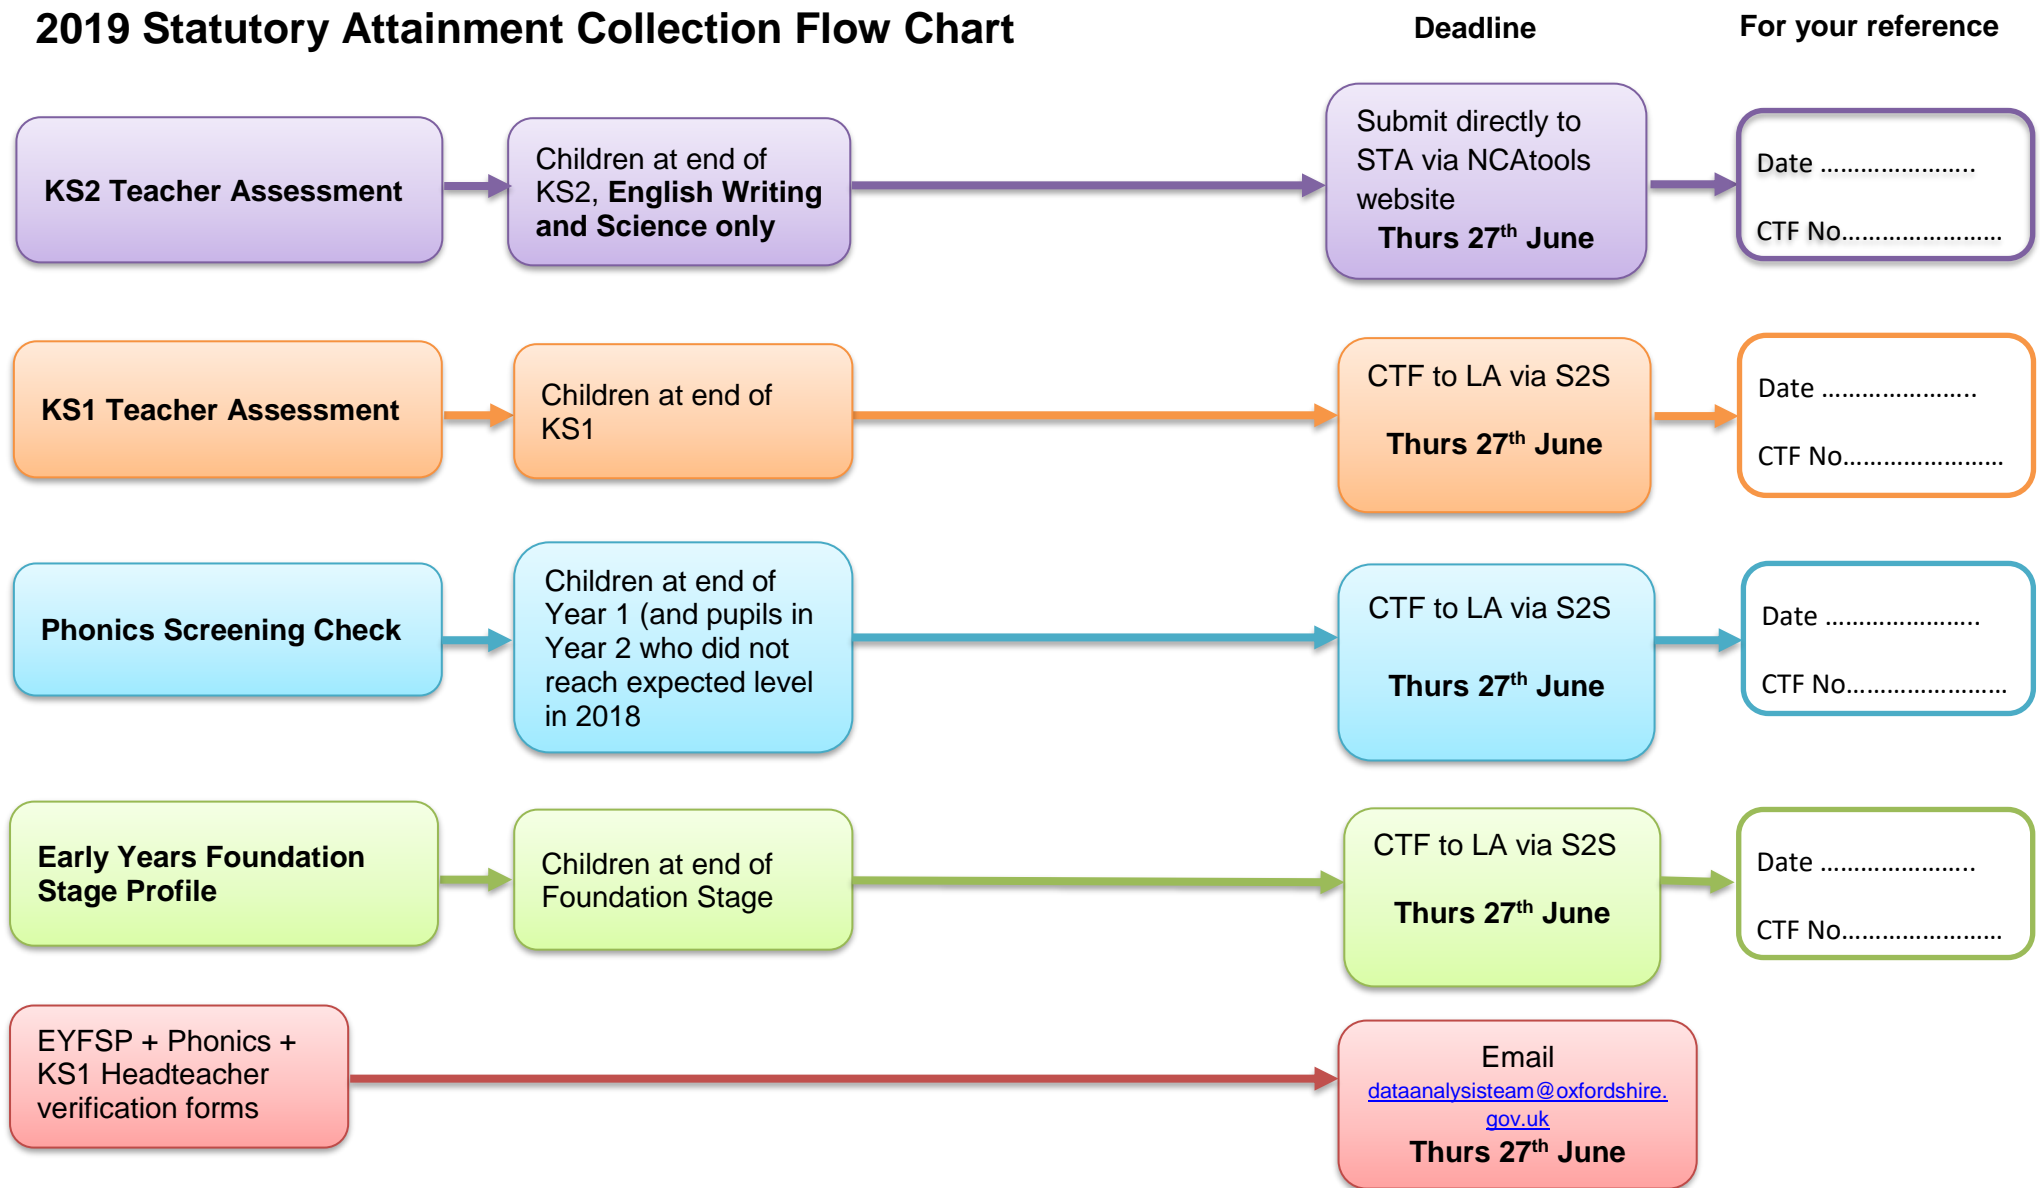 2019 Statutory Attainment Collection Flow Chart
Deadline
For your reference
KS2 Teacher Assessment
Children at end of
KS2, English Writing
and Science only
Submit directly to
STA via NCAtools
website
Thurs 27th June
Date …………………..
CTF No……………………
KS1 Teacher Assessment
Children at end of
KS1
CTF to LA via S2S
Thurs 27th June
Date …………………..
CTF No……………………
Phonics Screening Check
Children at end of
Year 1 (and pupils in
Year 2 who did not
reach expected level
in 2018
CTF to LA via S2S
Thurs 27th June
Date …………………..
CTF No……………………
Early Years Foundation
Stage Profile
Children at end of
Foundation Stage
CTF to LA via S2S
Thurs 27th June
Date …………………..
CTF No……………………
EYFSP + Phonics +
KS1 Headteacher
verification forms
Email
dataanalysisteam@oxfordshire.
gov.uk
Thurs 27th June